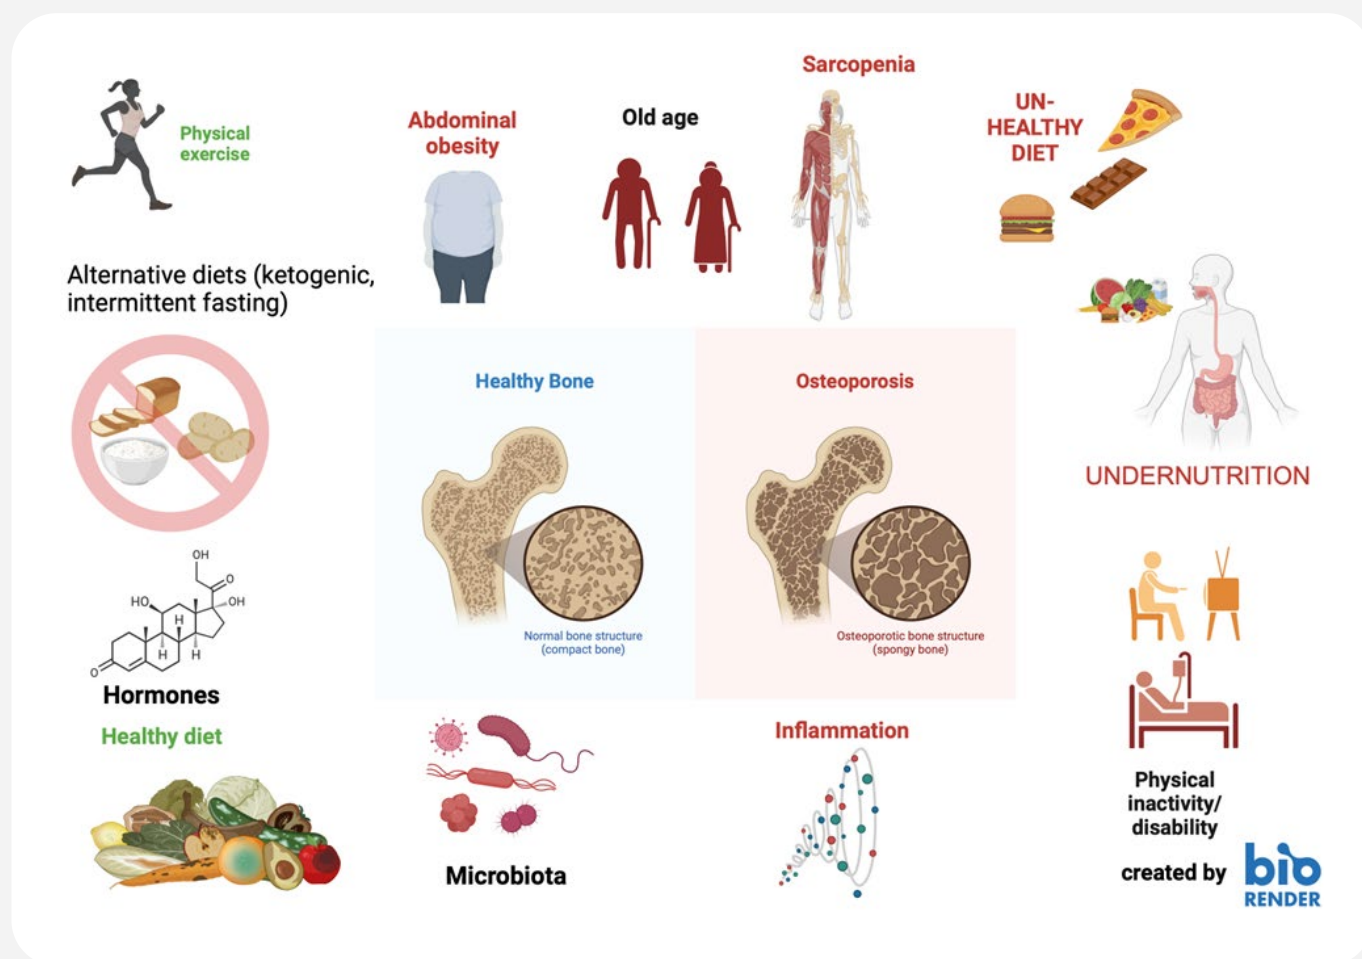 Sarcopenia
Physical
exercise
Abdominal
obesity
Old age
UN-
HEALTHY
DIET
Alternative diets (ketogenic,
intermittent fasting)
Healthy Bone
Osteoporosis
UNDERNUTRITION
Normal bone structure
(compact bone)
Osteoporotic bone structure
(spongy bone)
OH
O
HO
OH
H
H
H
O
Hormones
Healthy diet
Microbiota
Inflammation
Physical
inactivity/
disability
created by
bio
RENDER